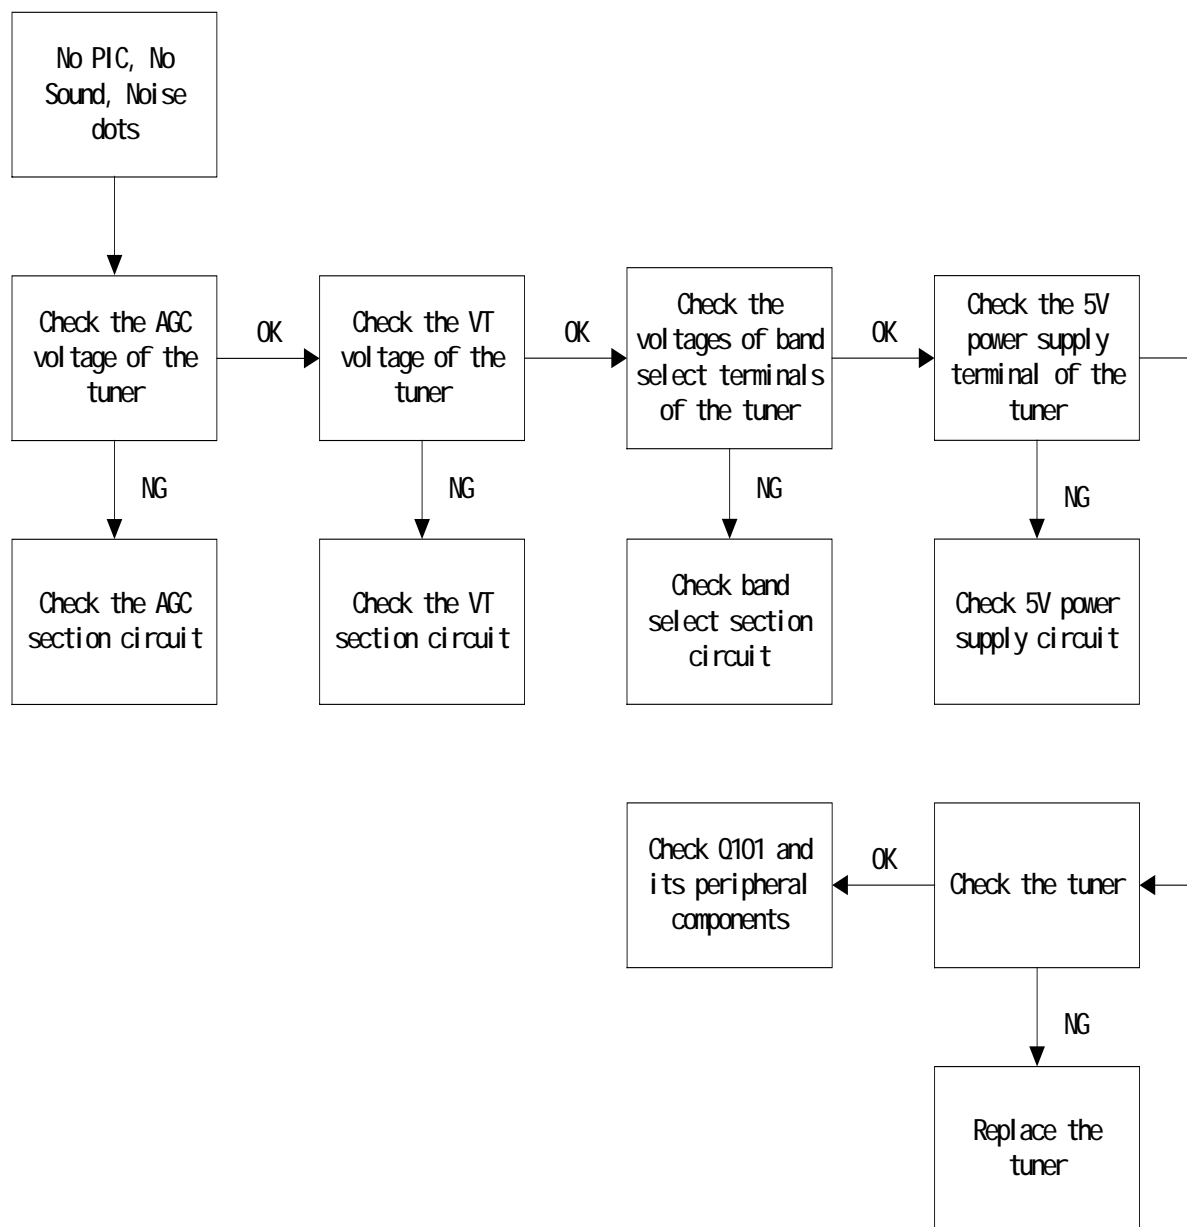 No PIC, No
Sound, Noise
dots
Check the AGC
voltage of the
tuner
OK
Check the VT
voltage of the
tuner
OK
Check the
voltages of band
select terminals
of the tuner
OK
Check the 5V
power supply
terminal of the
tuner
NG
NG
NG
NG
Check the AGC
section circuit
Check the VT
section circuit
Check band
select section
circuit
Check 5V power
supply circuit
Check Q101 and
its peripheral
components
OK
Check the tuner
NG
Replace the
tuner